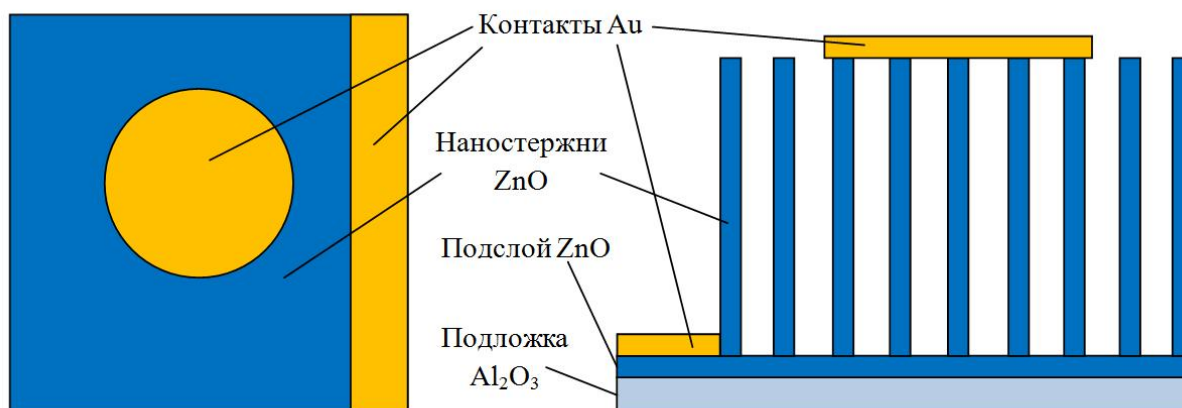 Контакты Au
Наностержни
ZnO
Подслой ZnO
Подложка
Al₂O₃